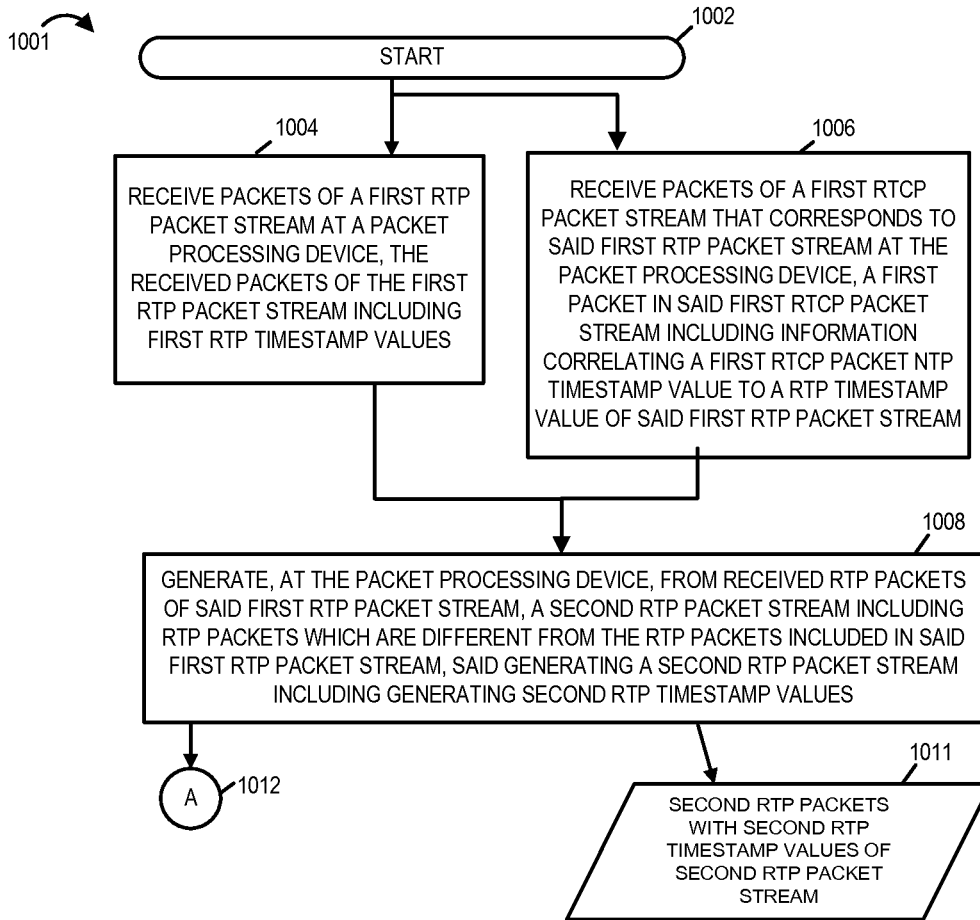 1001
1002
START
1004
RECEIVE PACKETS OF A FIRST RTP
PACKET STREAM AT A PACKET
PROCESSING DEVICE, THE
RECEIVED PACKETS OF THE FIRST
RTP PACKET STREAM INCLUDING
FIRST RTP TIMESTAMP VALUES
1006
RECEIVE PACKETS OF A FIRST RTCP
PACKET STREAM THAT CORRESPONDS TO
SAID FIRST RTP PACKET STREAM AT THE
PACKET PROCESSING DEVICE, A FIRST
PACKET IN SAID FIRST RTCP PACKET
STREAM INCLUDING INFORMATION
CORRELATING A FIRST RTCP PACKET NTP
TIMESTAMP VALUE TO A RTP TIMESTAMP
VALUE OF SAID FIRST RTP PACKET STREAM
1008
GENERATE, AT THE PACKET PROCESSING DEVICE, FROM RECEIVED RTP PACKETS
OF SAID FIRST RTP PACKET STREAM, A SECOND RTP PACKET STREAM INCLUDING
RTP PACKETS WHICH ARE DIFFERENT FROM THE RTP PACKETS INCLUDED IN SAID
FIRST RTP PACKET STREAM, SAID GENERATING A SECOND RTP PACKET STREAM
INCLUDING GENERATING SECOND RTP TIMESTAMP VALUES
A
1012
1011
SECOND RTP PACKETS
WITH SECOND RTP
TIMESTAMP VALUES OF
SECOND RTP PACKET
STREAM